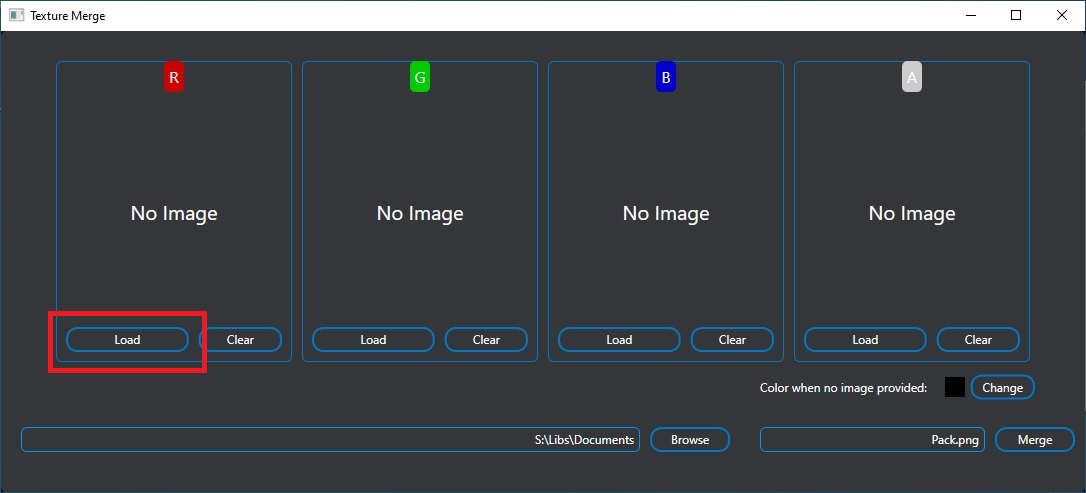 Texture Merge
R G B A
No Image No Image No Image No Image
Load Clear Load Clear Load Clear Load Clear
Color when no image provided: Change
S:\Libs\Documents Browse Pack.png Merge